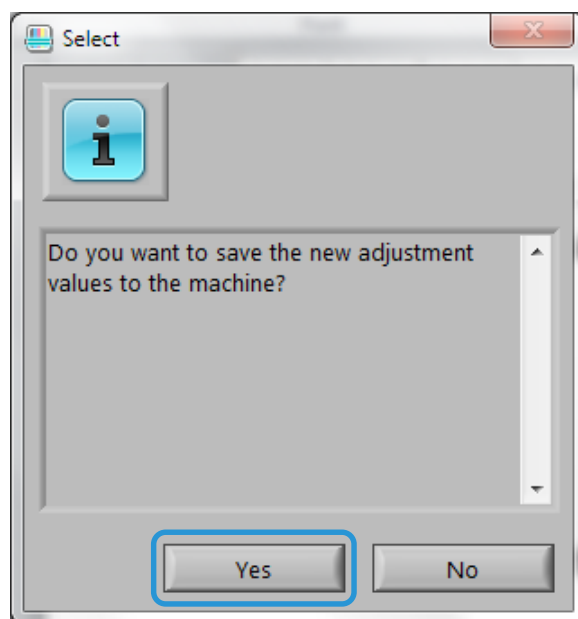 Select
Do you want to save the new adjustment
values to the machine?
Yes
No